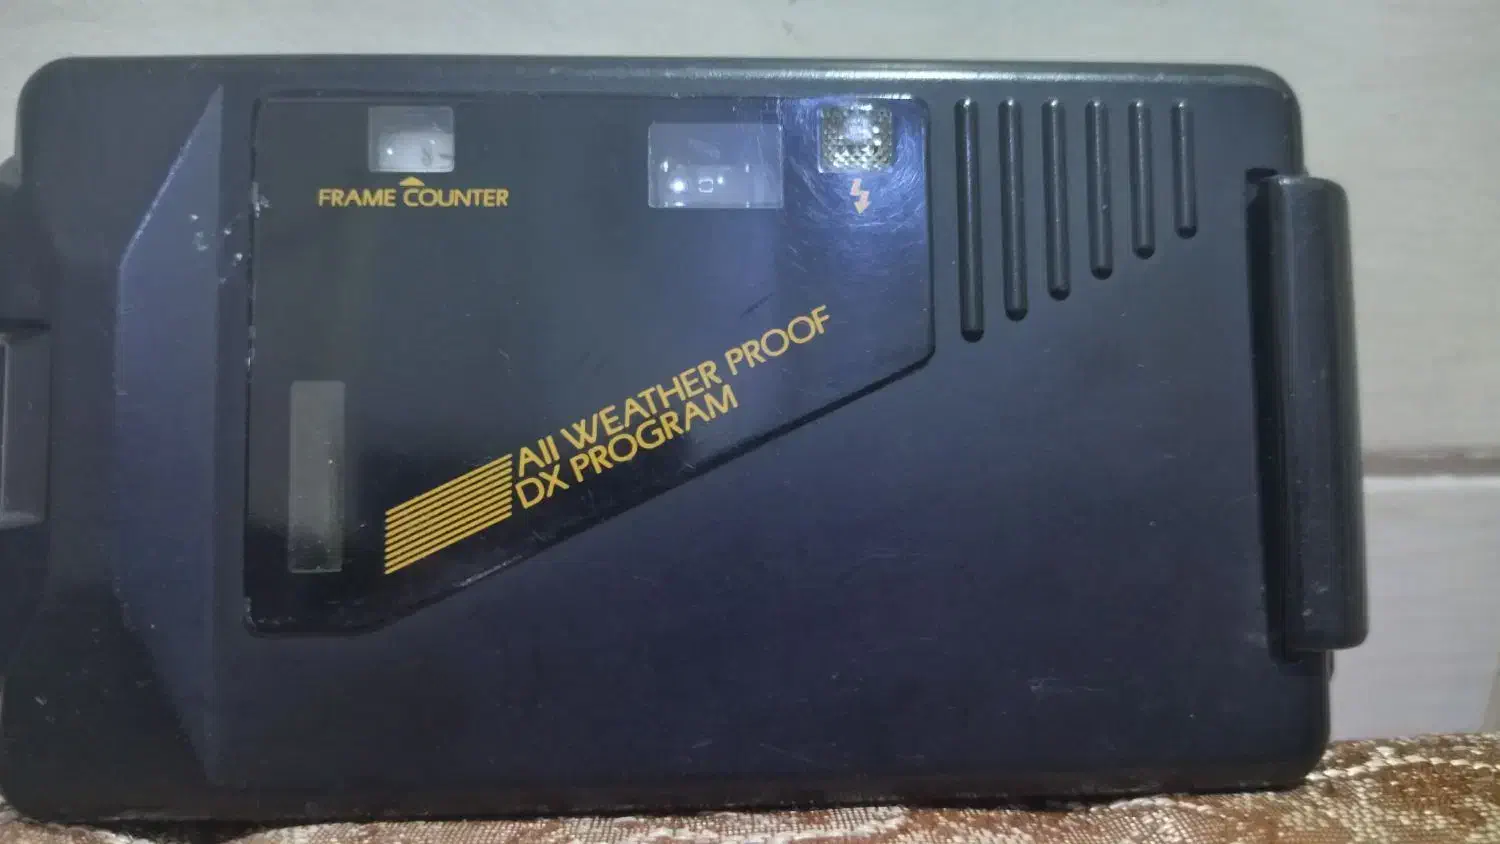 FRAME COUNTER
All WEATHER PROOF
DX PROGRAM